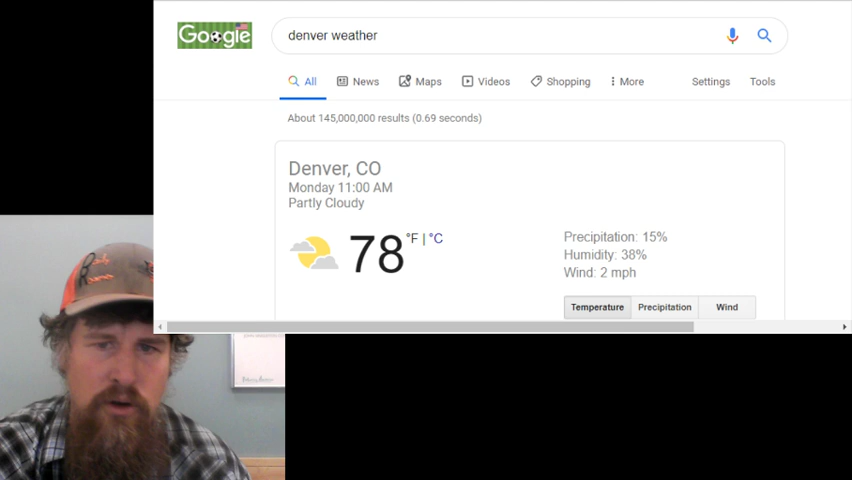 Google
denver weather
All News Maps Videos Shopping More Settings Tools
About 145,000,000 results (0.69 seconds)
Denver, CO
Monday 11:00 AM
Partly Cloudy
78 °F | °C
Precipitation: 15%
Humidity: 38%
Wind: 2 mph
Temperature Precipitation Wind